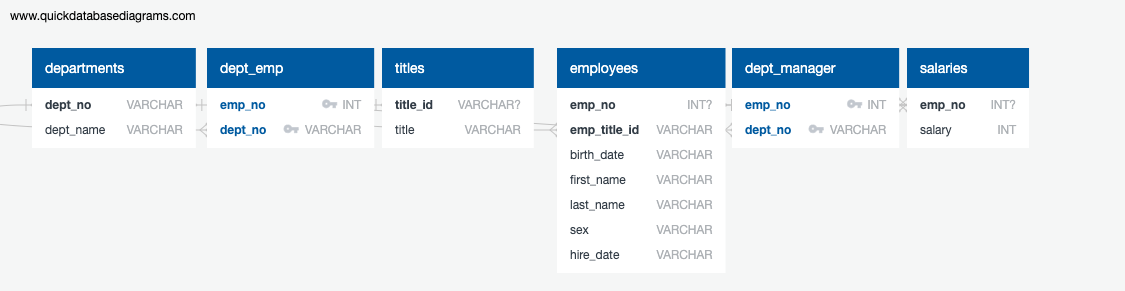 www.quickdatabasediagrams.com
departments
dept_no VARCHAR
dept_name VARCHAR
dept_emp
emp_no INT
dept_no VARCHAR
titles
title_id VARCHAR?
title VARCHAR
employees
emp_no INT?
emp_title_id VARCHAR
birth_date VARCHAR
first_name VARCHAR
last_name VARCHAR
sex VARCHAR
hire_date VARCHAR
dept_manager
emp_no INT
dept_no VARCHAR
salaries
emp_no INT?
salary INT